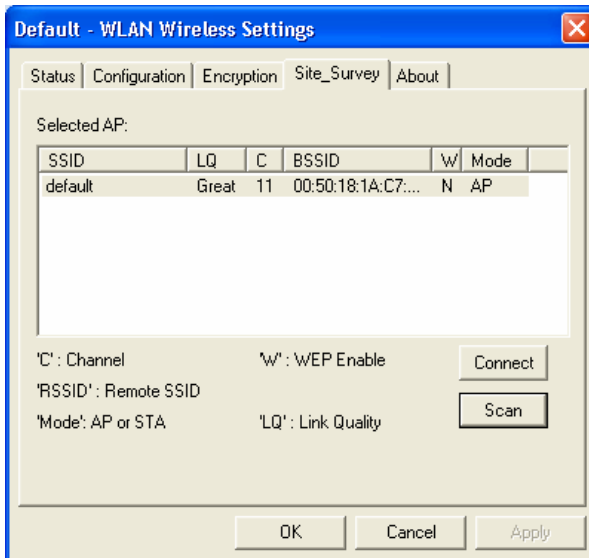 Default - WLAN Wireless Settings
Status Configuration Encryption Site_Survey About
Selected AP:
SSID LQ C BSSID W Mode
default Great 11 00:50:18:1A:C7:... N AP
'C' : Channel 'W' : WEP Enable Connect
'RSSID' : Remote SSID
'Mode': AP or STA 'LQ' : Link Quality Scan
OK Cancel Apply